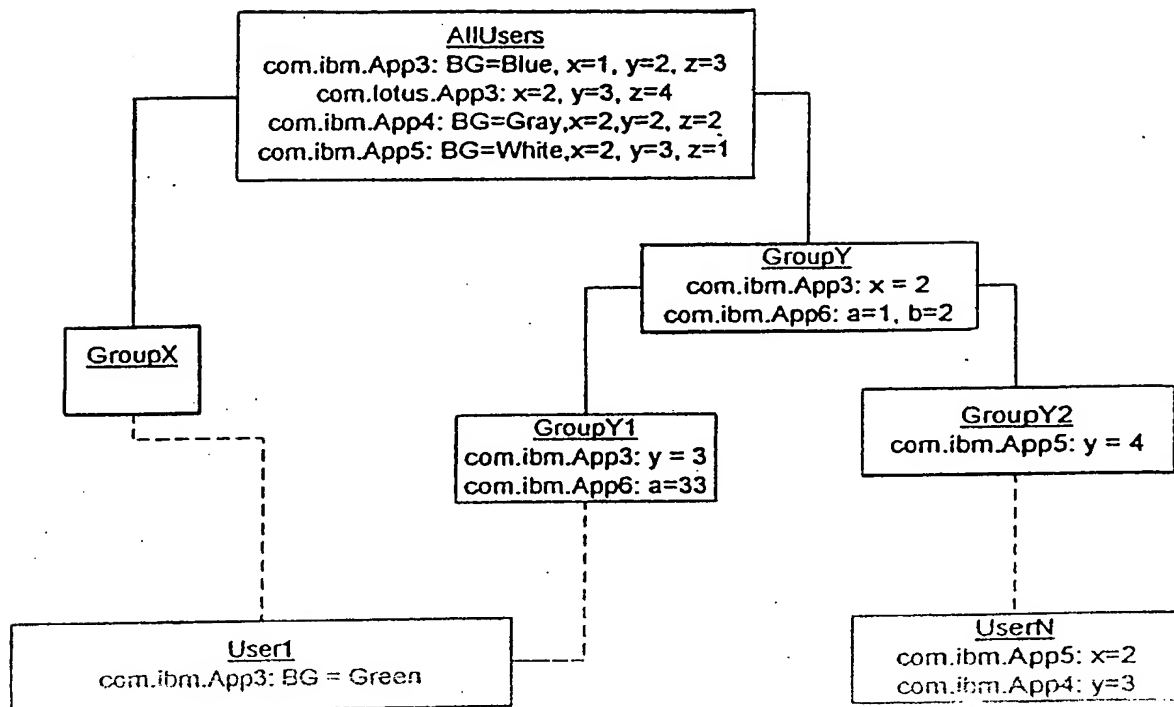 AllUsers
com.ibm.App3: BG=Blue, x=1, y=2, z=3
com.lotus.App3: x=2, y=3, z=4
com.ibm.App4: BG=Gray,x=2,y=2, z=2
com.ibm.App5: BG=White,x=2, y=3, z=1
GroupY
com.ibm.App3: x = 2
com.ibm.App6: a=1, b=2
GroupX
GroupY1
com.ibm.App3: y = 3
com.ibm.App6: a=33
GroupY2
com.ibm.App5: y = 4
User1
com.ibm.App3: BG = Green
UserN
com.ibm.App5: x=2
com.ibm.App4: y=3